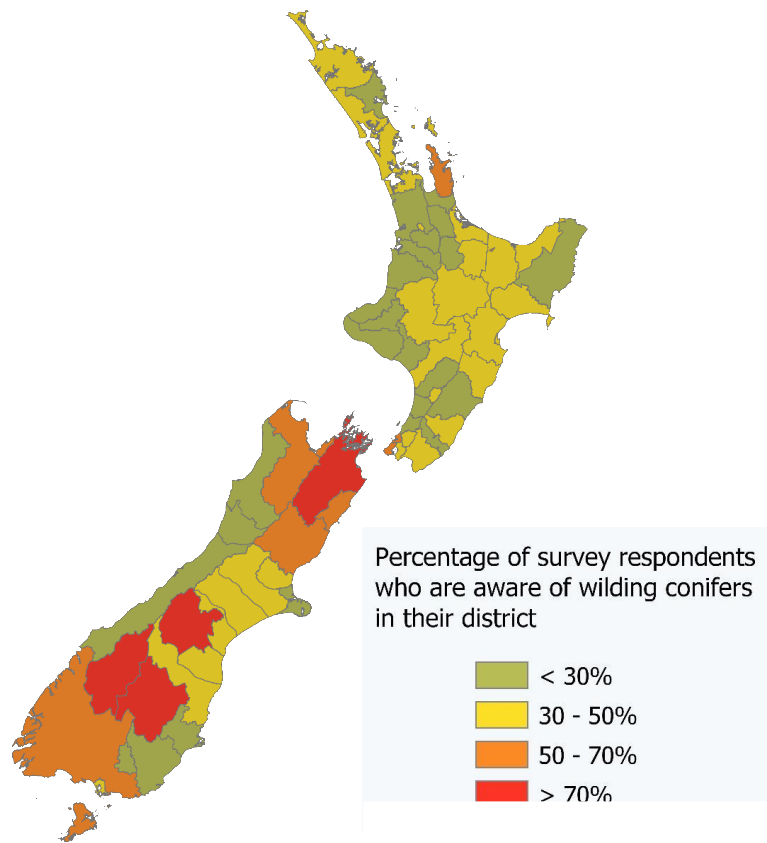 Percentage of survey respondents
who are aware of wilding conifers
in their district
< 30%
30 - 50%
50 - 70%
> 70%